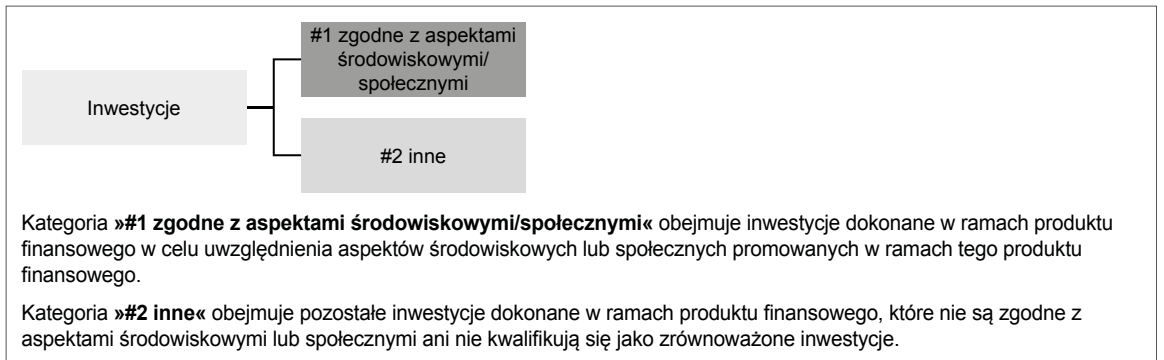 #1 zgodne z aspektami
środowiskowymi/
społecznymi
Inwestycje
#2 inne
Kategoria »#1 zgodne z aspektami środowiskowymi/społecznymi« obejmuje inwestycje dokonane w ramach produktu
finansowego w celu uwzględnienia aspektów środowiskowych lub społecznych promowanych w ramach tego produktu
finansowego.
Kategoria »#2 inne« obejmuje pozostałe inwestycje dokonane w ramach produktu finansowego, które nie są zgodne z
aspektami środowiskowymi lub społecznymi ani nie kwalifikują się jako zrównoważone inwestycje.